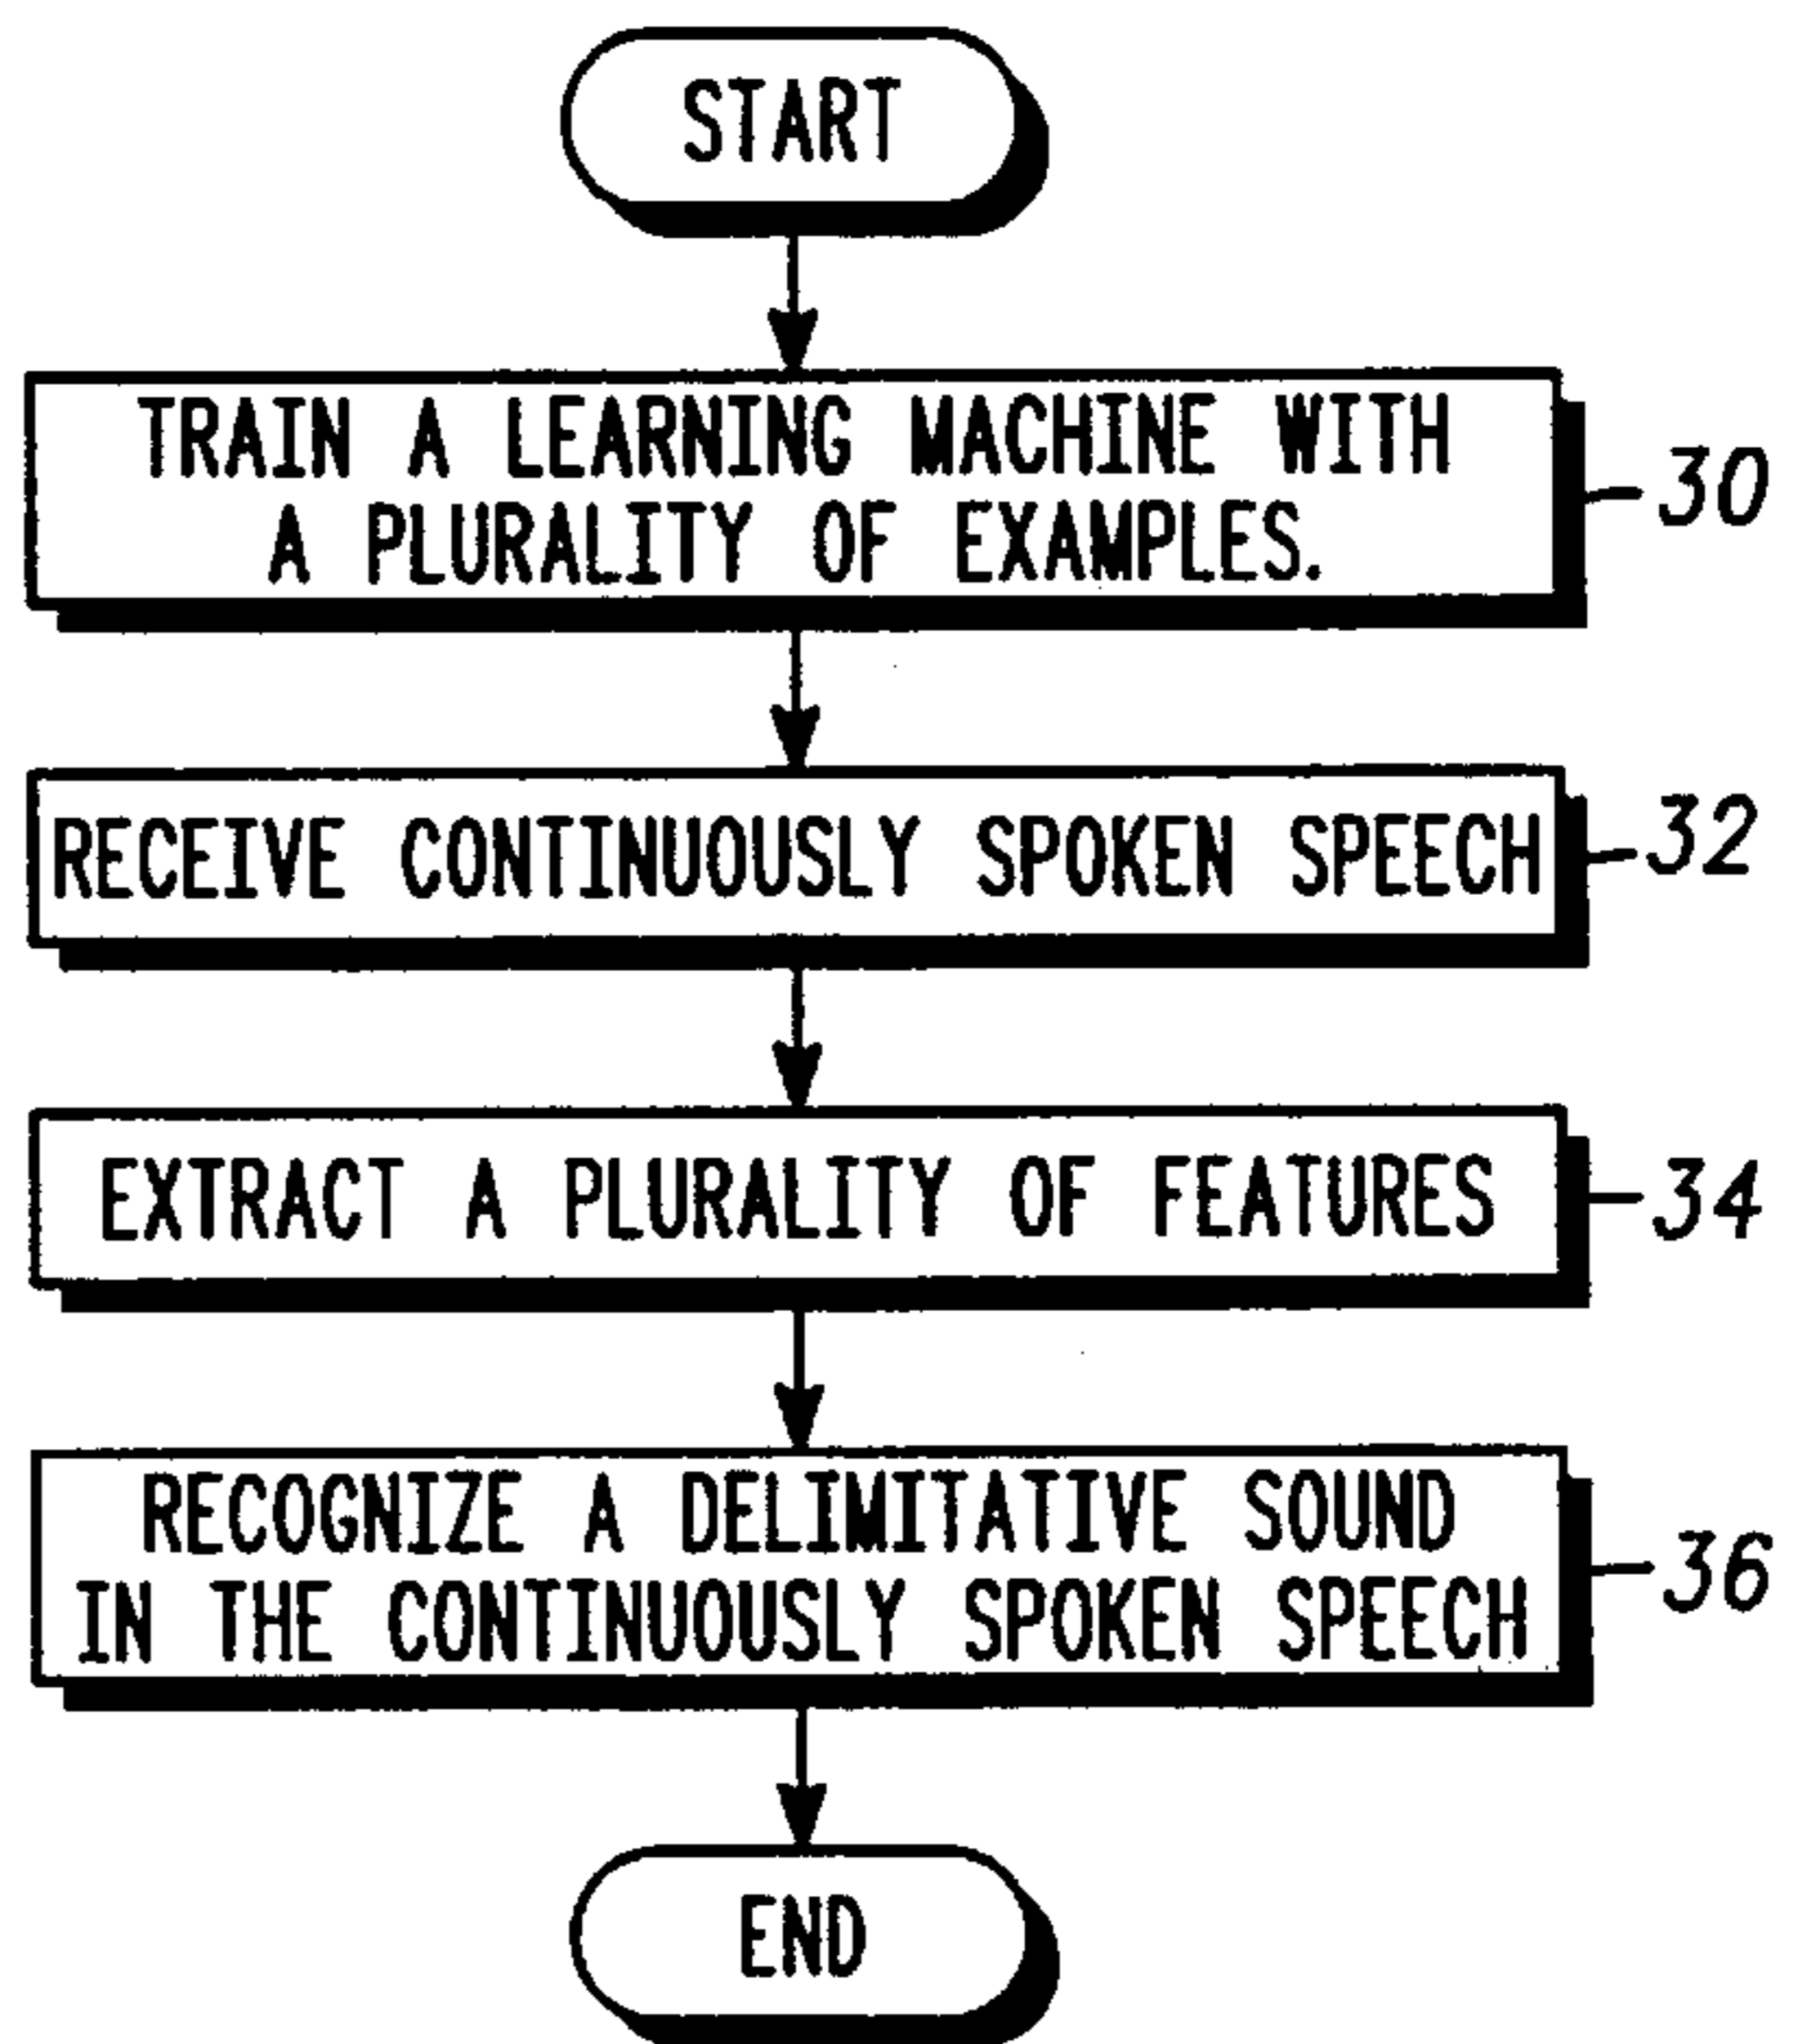 START
TRAIN A LEARNING MACHINE WITH
A PLURALITY OF EXAMPLES.
30
RECEIVE CONTINUOUSLY SPOKEN SPEECH
32
EXTRACT A PLURALITY OF FEATURES
34
RECOGNIZE A DELIMITATIVE SOUND
IN THE CONTINUOUSLY SPOKEN SPEECH
36
END